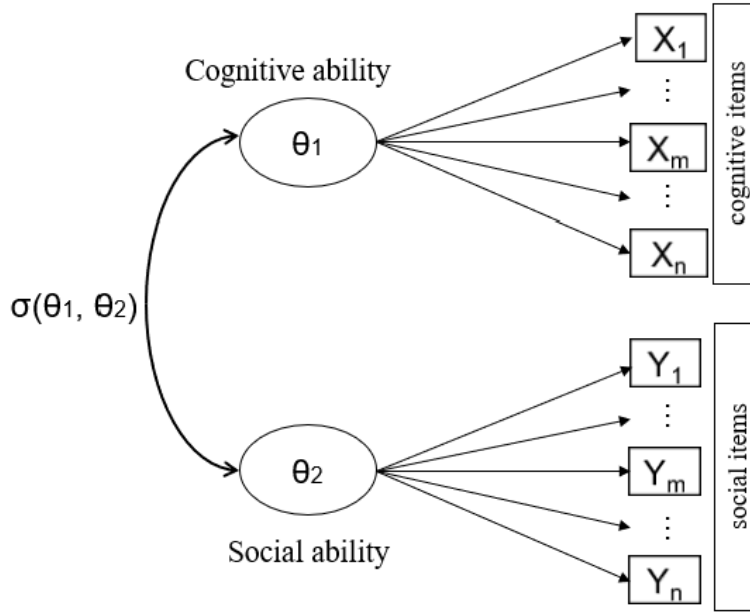 Cognitive ability
θ1
X1
⋮
Xm
⋮
Xn
cognitive items
σ(θ1, θ2)
θ2
Social ability
Y1
⋮
Ym
⋮
Yn
social items